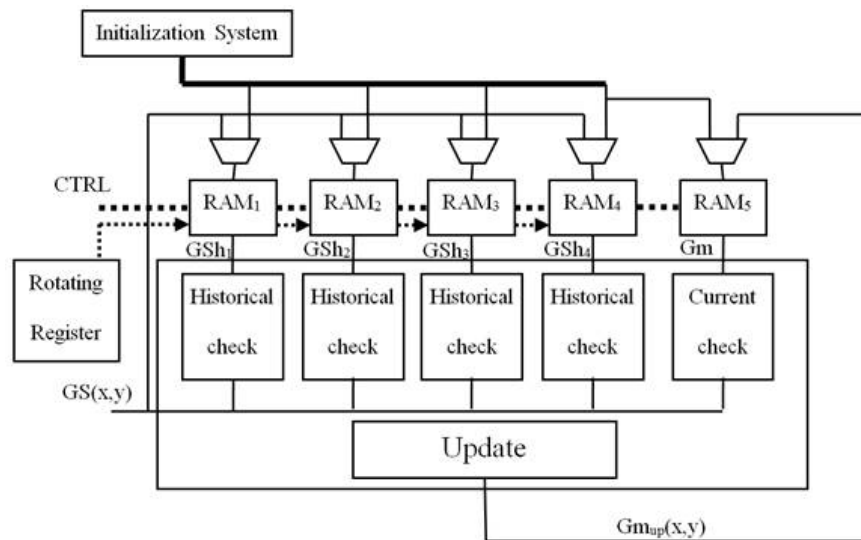 Initialization System
CTRL
RAM₁ RAM₂ RAM₃ RAM₄ RAM₅
GSh₁ GSh₂ GSh₃ GSh₄ Gm
Rotating
Register
Historical
check
Historical
check
Historical
check
Historical
check
Current
check
GS(x,y)
Update
Gmᵤₚ(x,y)